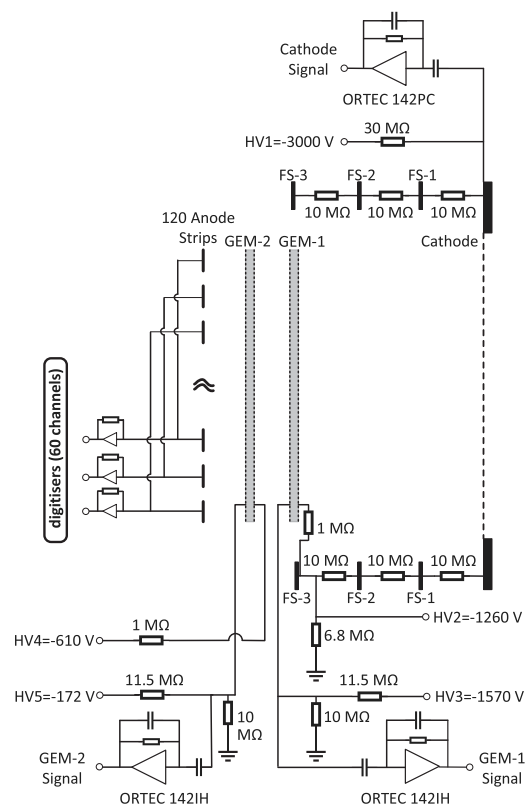 Cathode
Signal
ORTEC 142PC
30 MΩ
HV1=-3000 V
FS-3
FS-2
FS-1
10 MΩ
10 MΩ
10 MΩ
120 Anode
Strips
GEM-2
GEM-1
Cathode
digitisers (60 channels)
1 MΩ
10 MΩ
10 MΩ
10 MΩ
FS-3
FS-2
FS-1
HV2=-1260 V
6.8 MΩ
1 MΩ
HV4=-610 V
11.5 MΩ
HV5=-172 V
10
MΩ
11.5 MΩ
HV3=-1570 V
10 MΩ
GEM-2
Signal
ORTEC 142IH
GEM-1
Signal
ORTEC 142IH